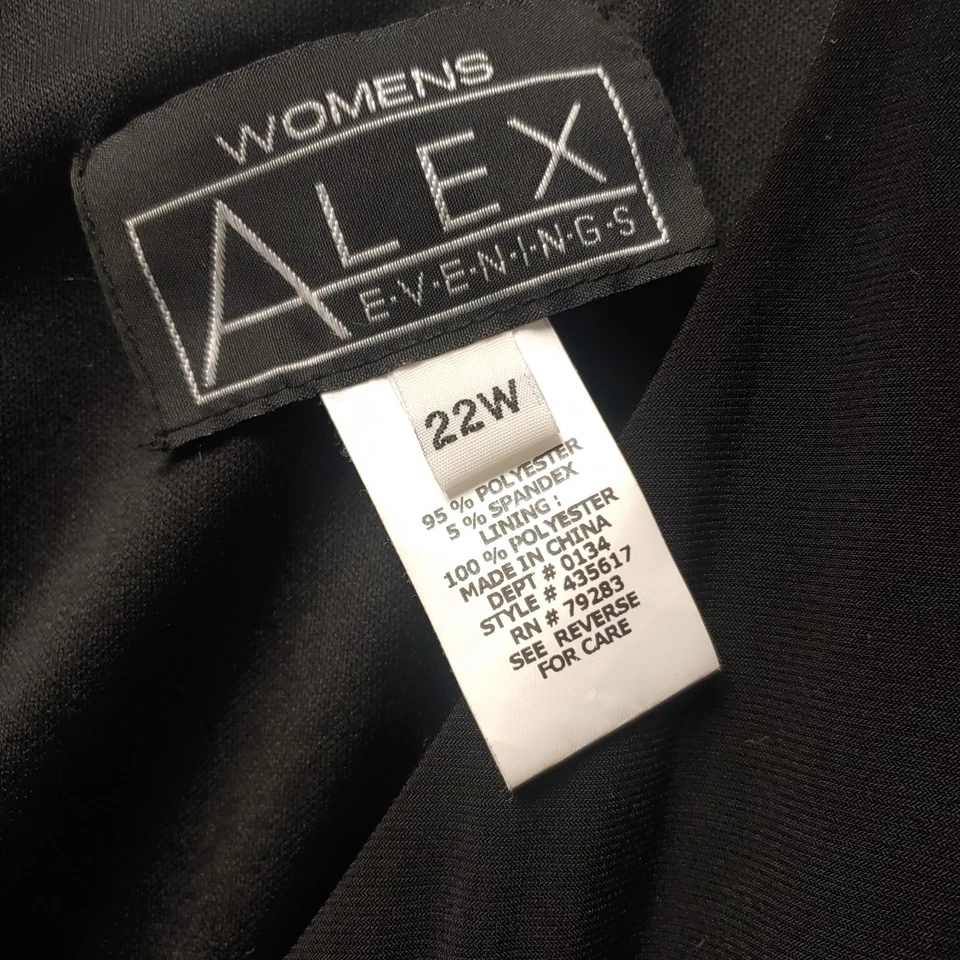 WOMENS
ALEX
E·V·E·N·I·N·G·S
22W
95 % POLYESTER
5 % SPANDEX
LINING :
100 % POLYESTER
MADE IN CHINA
DEPT # 0134
STYLE # 435617
RN # 79283
SEE REVERSE
FOR CARE